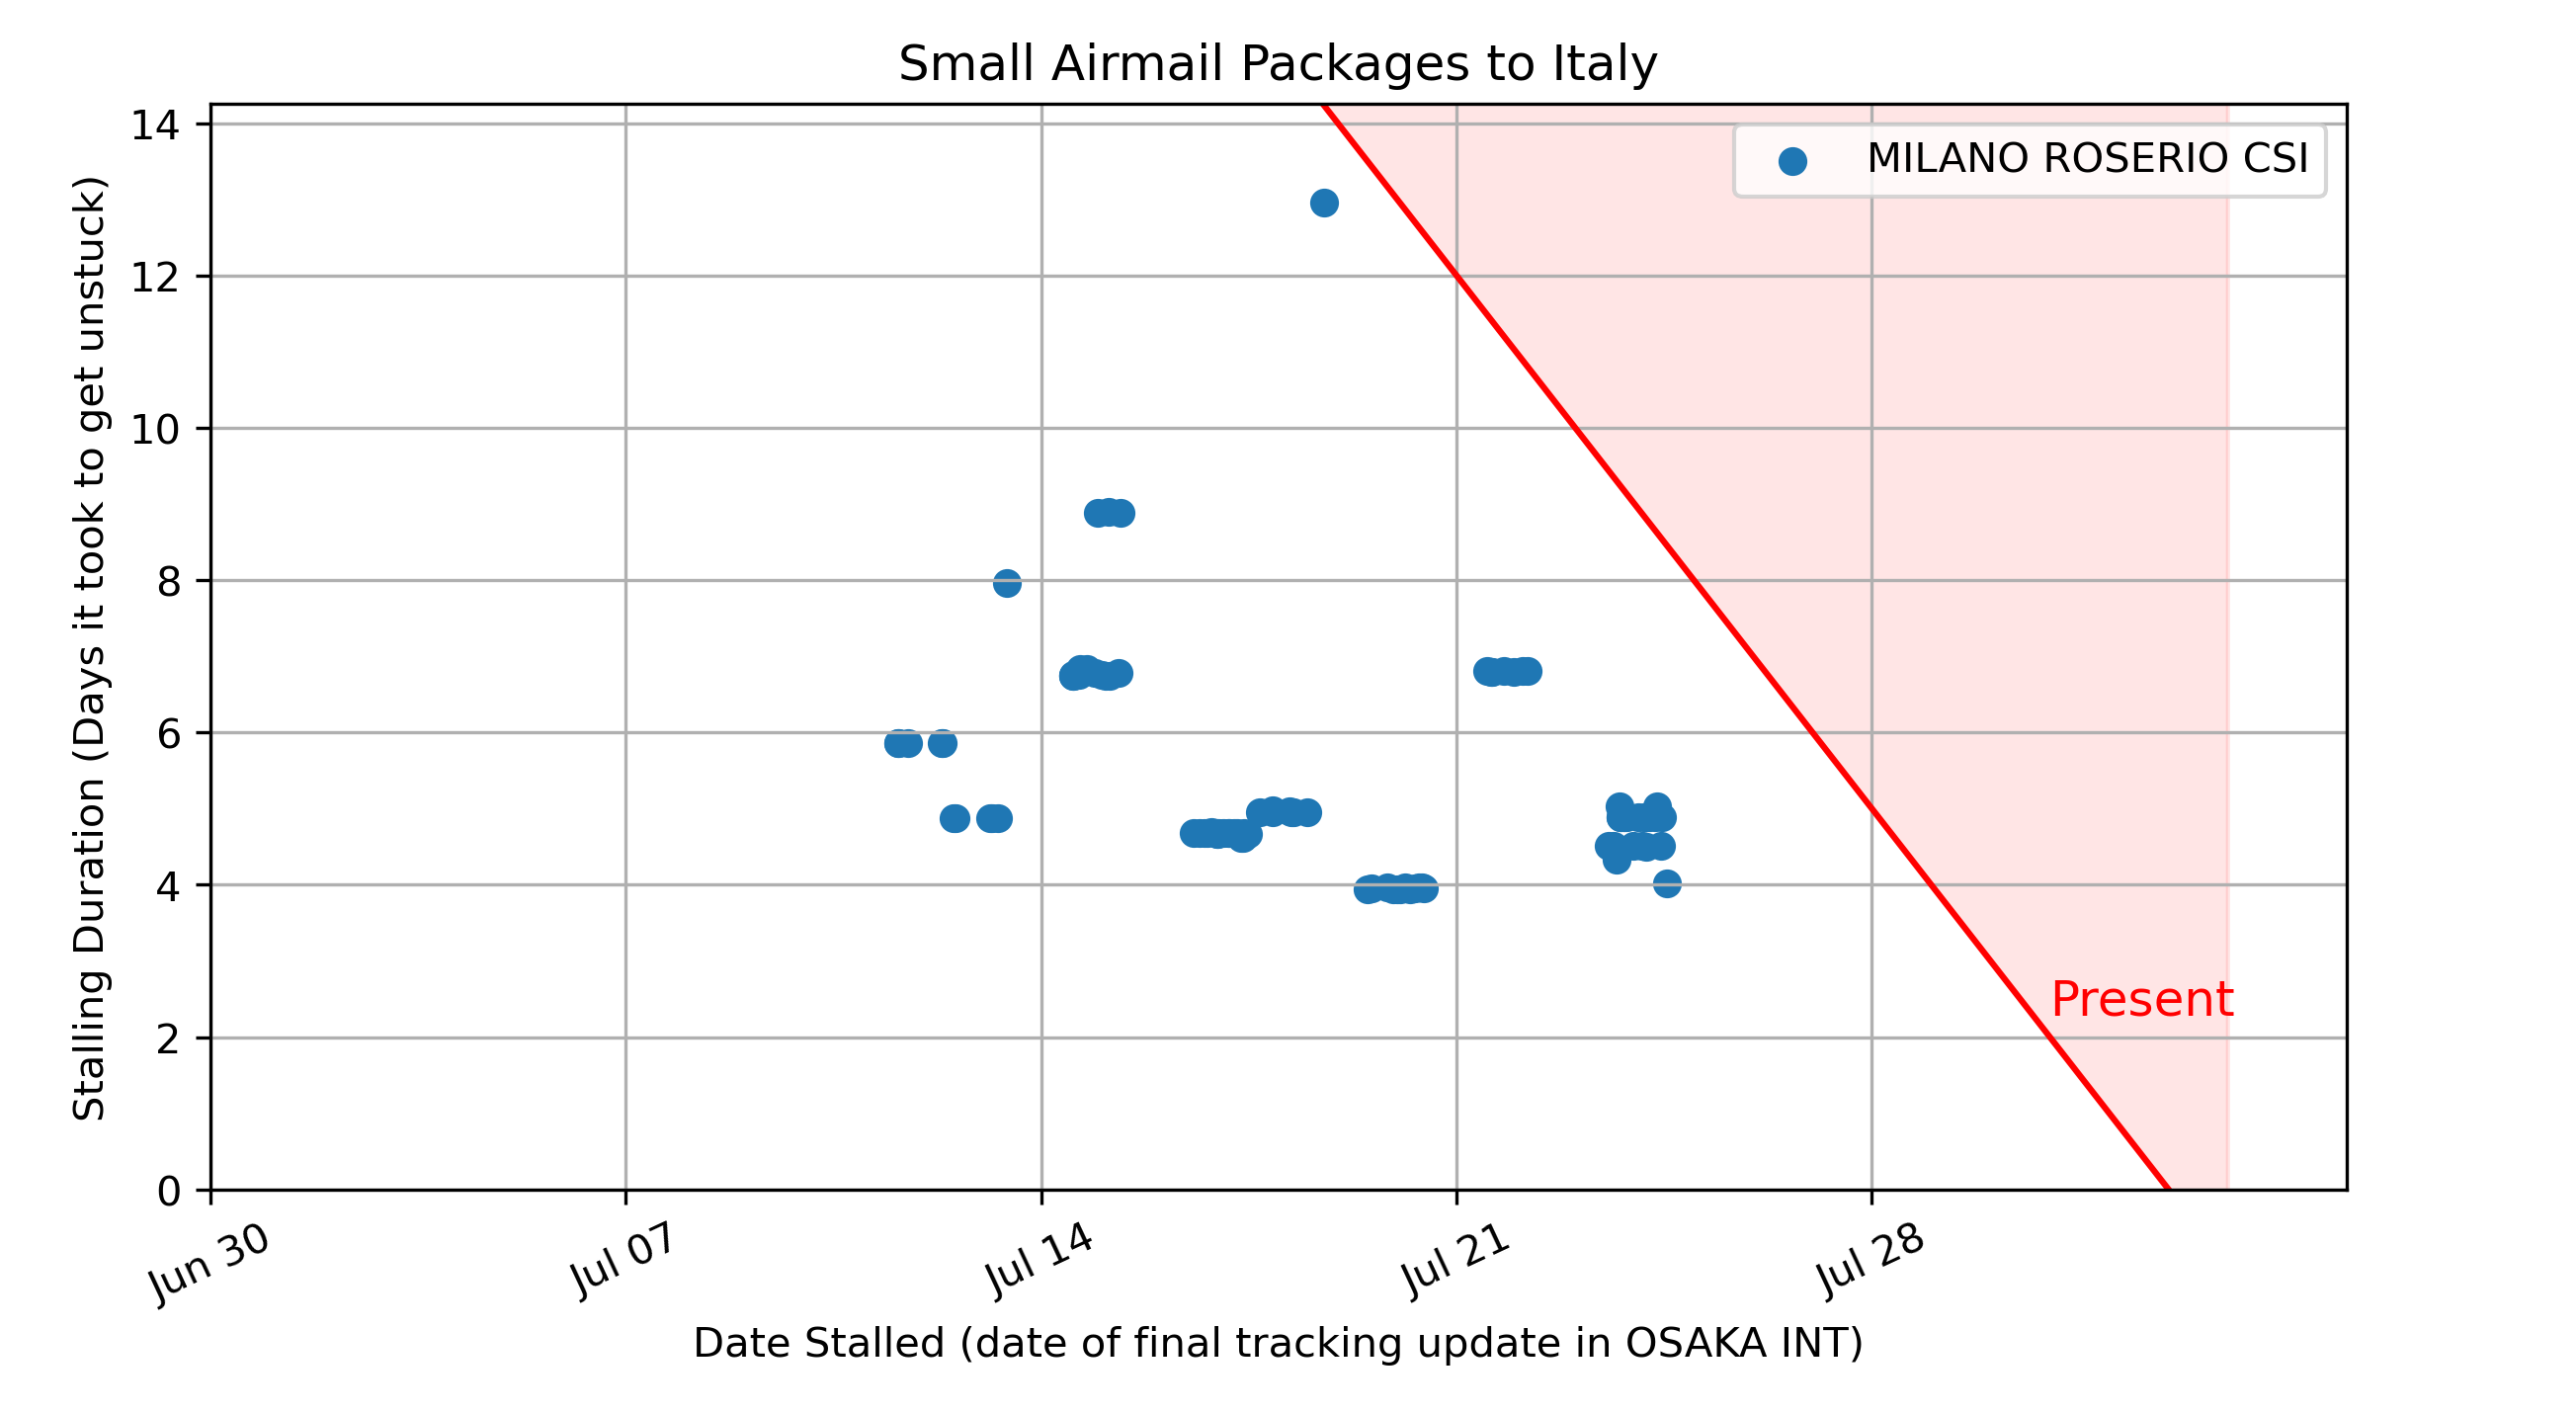 Small Airmail Packages to Italy
MILANO ROSERIO CSI
Stalling Duration (Days it took to get unstuck)
14
12
10
8
6
4
2
0
Present
Jun 30
Jul 07
Jul 14
Jul 21
Jul 28
Date Stalled (date of final tracking update in OSAKA INT)